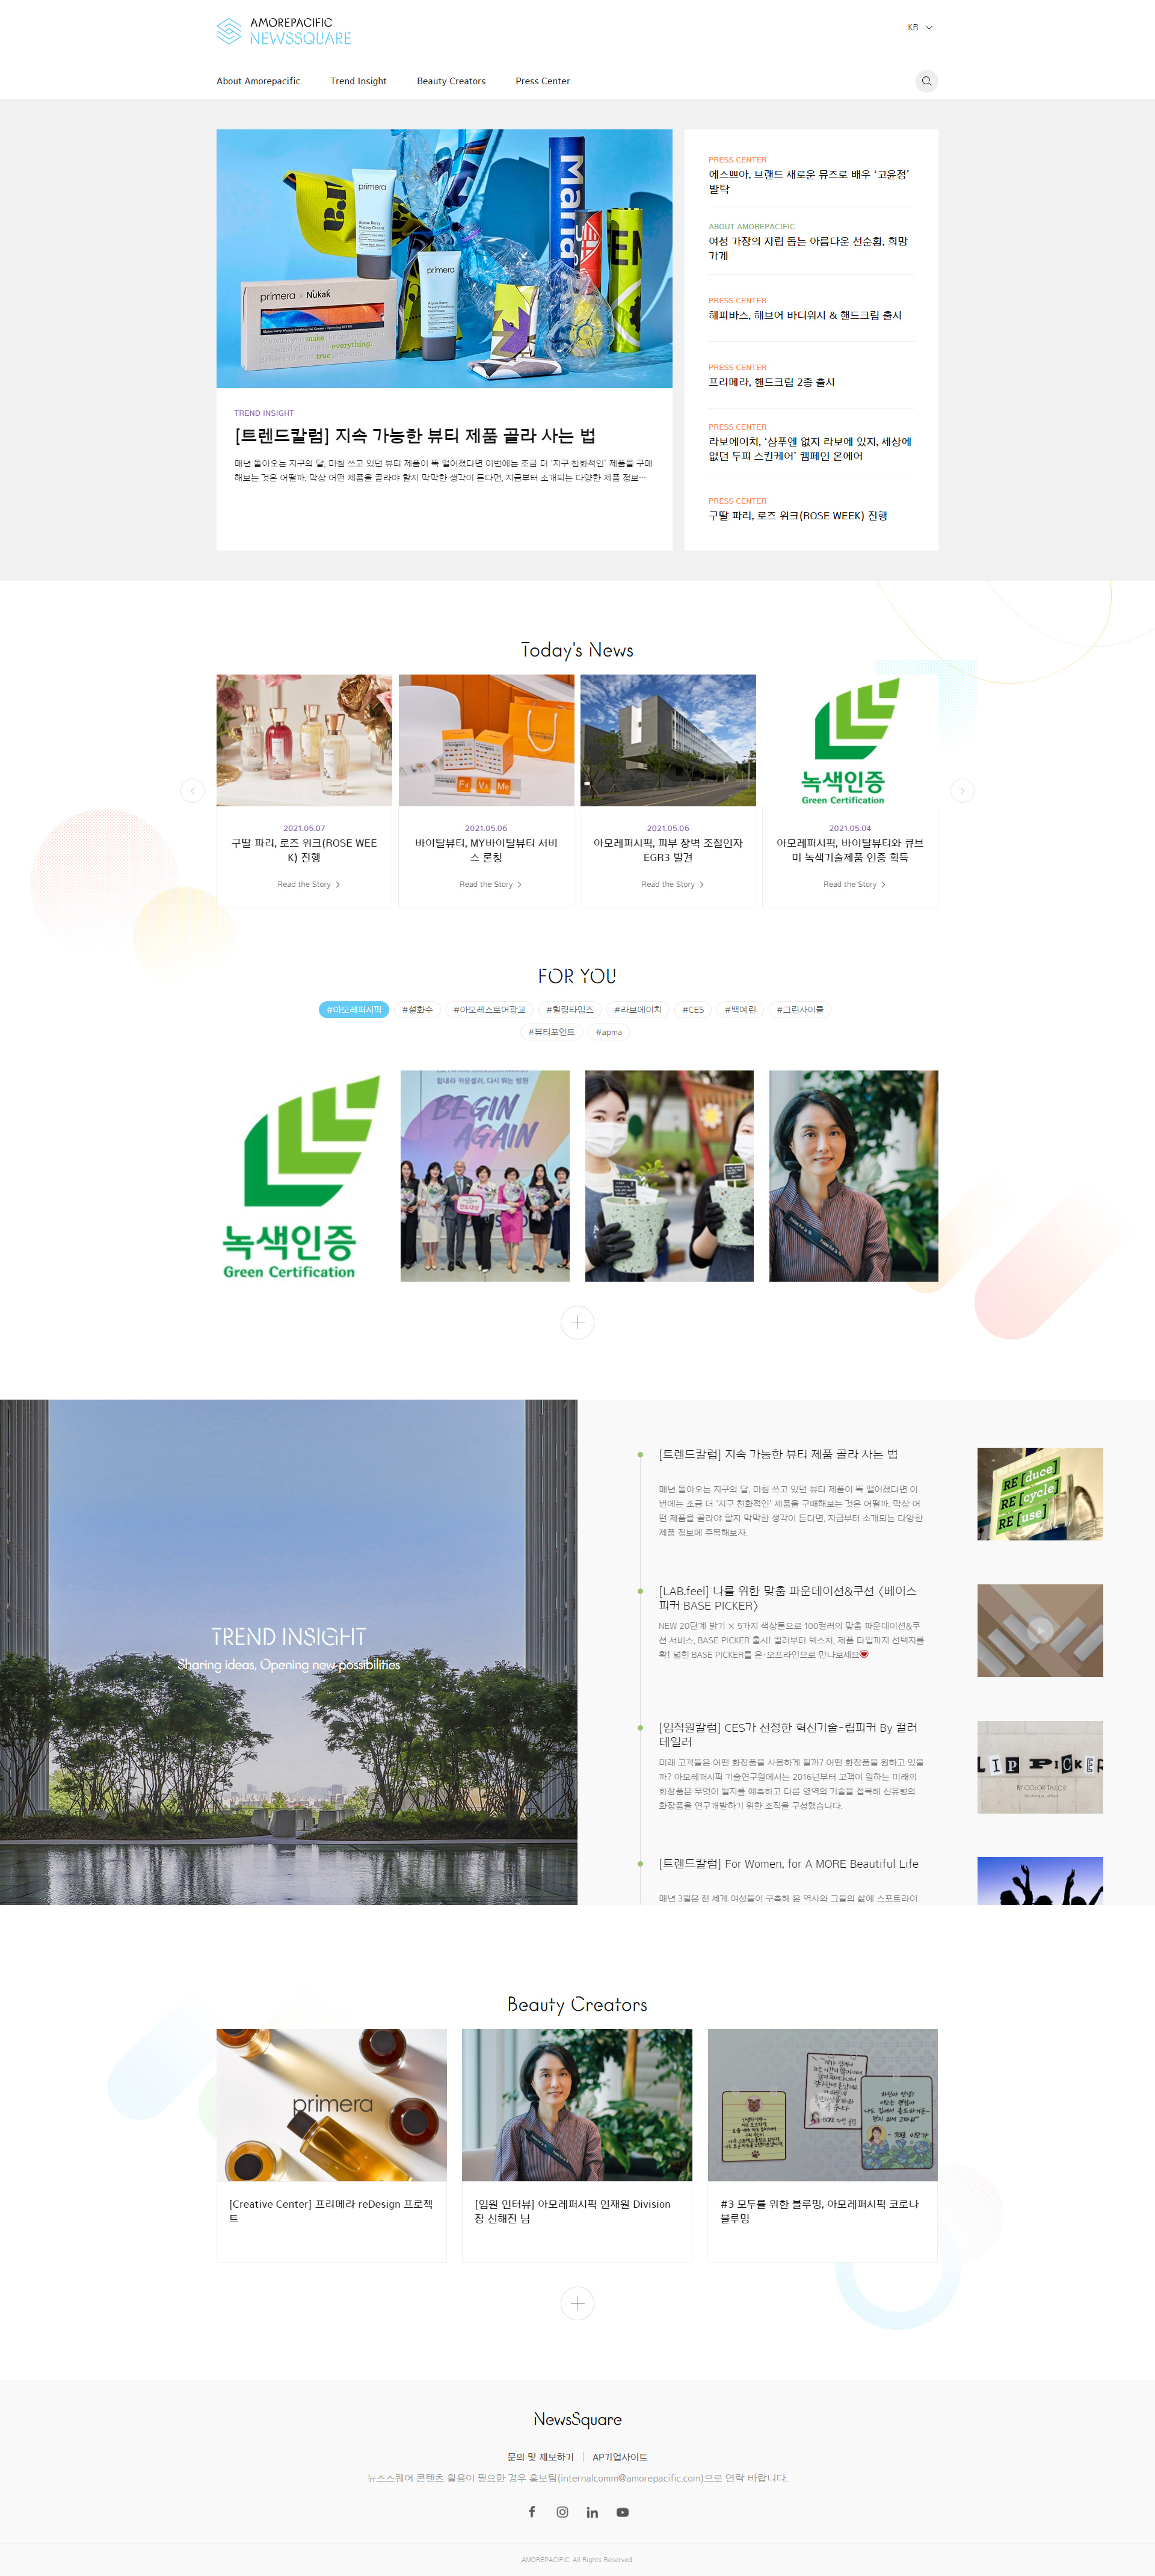 AMOREPACIFIC
NEWSSQUARE
KR
About Amorepacific
Trend Insight
Beauty Creators
Press Center
primera
primera
primera × Nukak
make everything.
true
TREND INSIGHT
[트렌드칼럼] 지속 가능한 뷰티 제품 골라 사는 법
매년 돌아오는 지구의 달, 마침 쓰고 있던 뷰티 제품이 똑 떨어졌다면 이번에는 조금 더 ‘지구 친화적인’ 제품을 구매
해보는 것은 어떨까. 막상 어떤 제품을 골라야 할지 막막한 생각이 든다면, 지금부터 소개되는 다양한 제품 정보…
PRESS CENTER
에스쁘아, 브랜드 새로운 뮤즈로 배우 ‘고윤정’
발탁
ABOUT AMOREPACIFIC
여성 가장의 자립 돕는 아름다운 선순환, 희망
가게
PRESS CENTER
해피바스, 해브어 바디워시 & 핸드크림 출시
PRESS CENTER
프리메라, 핸드크림 2종 출시
PRESS CENTER
라보에이치, ‘샴푸엔 없지 라보에 있지, 세상에
없던 두피 스킨케어’ 캠페인 온에어
PRESS CENTER
구딸 파리, 로즈 위크(ROSE WEEK) 진행
Today's News
녹색인증
Green Certification
2021.05.07
구딸 파리, 로즈 위크(ROSE WEE
K) 진행
Read the Story
2021.05.06
바이탈뷰티, MY바이탈뷰티 서비
스 론칭
Read the Story
2021.05.06
아모레퍼시픽, 피부 장벽 조절인자
EGR3 발견
Read the Story
2021.05.04
아모레퍼시픽, 바이탈뷰티와 큐브
미 녹색기술제품 인증 획득
Read the Story
FOR YOU
#아모레퍼시픽
#설화수
#아모레스토어광교
#힐링타임즈
#라보에이치
#CES
#백예린
#그린사이클
#뷰티포인트
#apma
녹색인증
Green Certification
힘내라 카운셀러, 다시 뛰는 방판
BEGIN
AGAIN
TREND INSIGHT
Sharing ideas, Opening new possibilities
[트렌드칼럼] 지속 가능한 뷰티 제품 골라 사는 법
매년 돌아오는 지구의 달, 마침 쓰고 있던 뷰티 제품이 똑 떨어졌다면 이
번에는 조금 더 ‘지구 친화적인’ 제품을 구매해보는 것은 어떨까. 막상 어
떤 제품을 골라야 할지 막막한 생각이 든다면, 지금부터 소개되는 다양한
제품 정보에 주목해보자.
RE[duce]
RE[cycle]
RE[use]
[LAB.feel] 나를 위한 맞춤 파운데이션&쿠션 <베이스
피커 BASE PICKER>
NEW 20단계 밝기 X 5가지 색상톤으로 100컬러의 맞춤 파운데이션&쿠
션 서비스, BASE PICKER 출시! 컬러부터 텍스처, 제품 타입까지 선택지를
확! 넓힌 BASE PICKER를 온·오프라인으로 만나보세요
[임직원칼럼] CES가 선정한 혁신기술-립피커 By 컬러
테일러
미래 고객들은 어떤 화장품을 사용하게 될까? 어떤 화장품을 원하고 있을
까? 아모레퍼시픽 기술연구원에서는 2016년부터 고객이 원하는 미래의
화장품은 무엇이 될지를 예측하고 다른 영역의 기술을 접목해 신유형의
화장품을 연구개발하기 위한 조직을 구성했습니다.
LIP PICKER
BY COLOR TAILOR
[트렌드칼럼] For Women, for A MORE Beautiful Life
매년 3월은 전 세계 여성들이 구축해 온 역사와 그들의 삶에 스포트라이
Beauty Creators
primera
[Creative Center] 프리메라 reDesign 프로젝
트
[임원 인터뷰] 아모레퍼시픽 인재원 Division
장 신해진 님
#3 모두를 위한 블루밍, 아모레퍼시픽 코로나
블루밍
NewsSquare
문의 및 제보하기
AP기업사이트
뉴스스퀘어 콘텐츠 활용이 필요한 경우 홍보팀(internalcomm@amorepacific.com)으로 연락 바랍니다.
AMOREPACIFIC. All Rights Reserved.